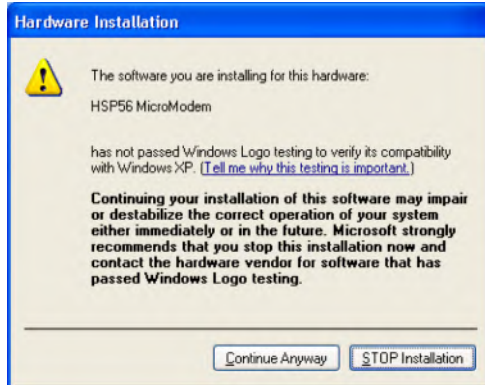 Hardware Installation
The software you are installing for this hardware:
HSP56 MicroModem
has not passed Windows Logo testing to verify its compatibility
with Windows XP. (Tell me why this testing is important.)
Continuing your installation of this software may impair
or destabilize the correct operation of your system
either immediately or in the future. Microsoft strongly
recommends that you stop this installation now and
contact the hardware vendor for software that has
passed Windows Logo testing.
Continue Anyway STOP Installation